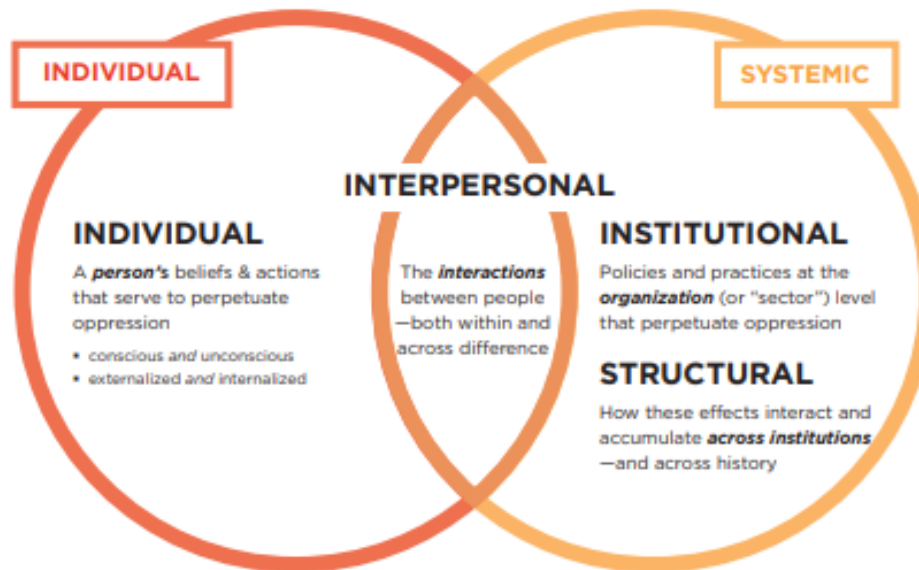 INDIVIDUAL
SYSTEMIC
INTERPERSONAL
INDIVIDUAL
A person's beliefs & actions
that serve to perpetuate
oppression
• conscious and unconscious
• externalized and internalized
The interactions
between people
—both within and
across difference
INSTITUTIONAL
Policies and practices at the
organization (or “sector”) level
that perpetuate oppression
STRUCTURAL
How these effects interact and
accumulate across institutions
—and across history